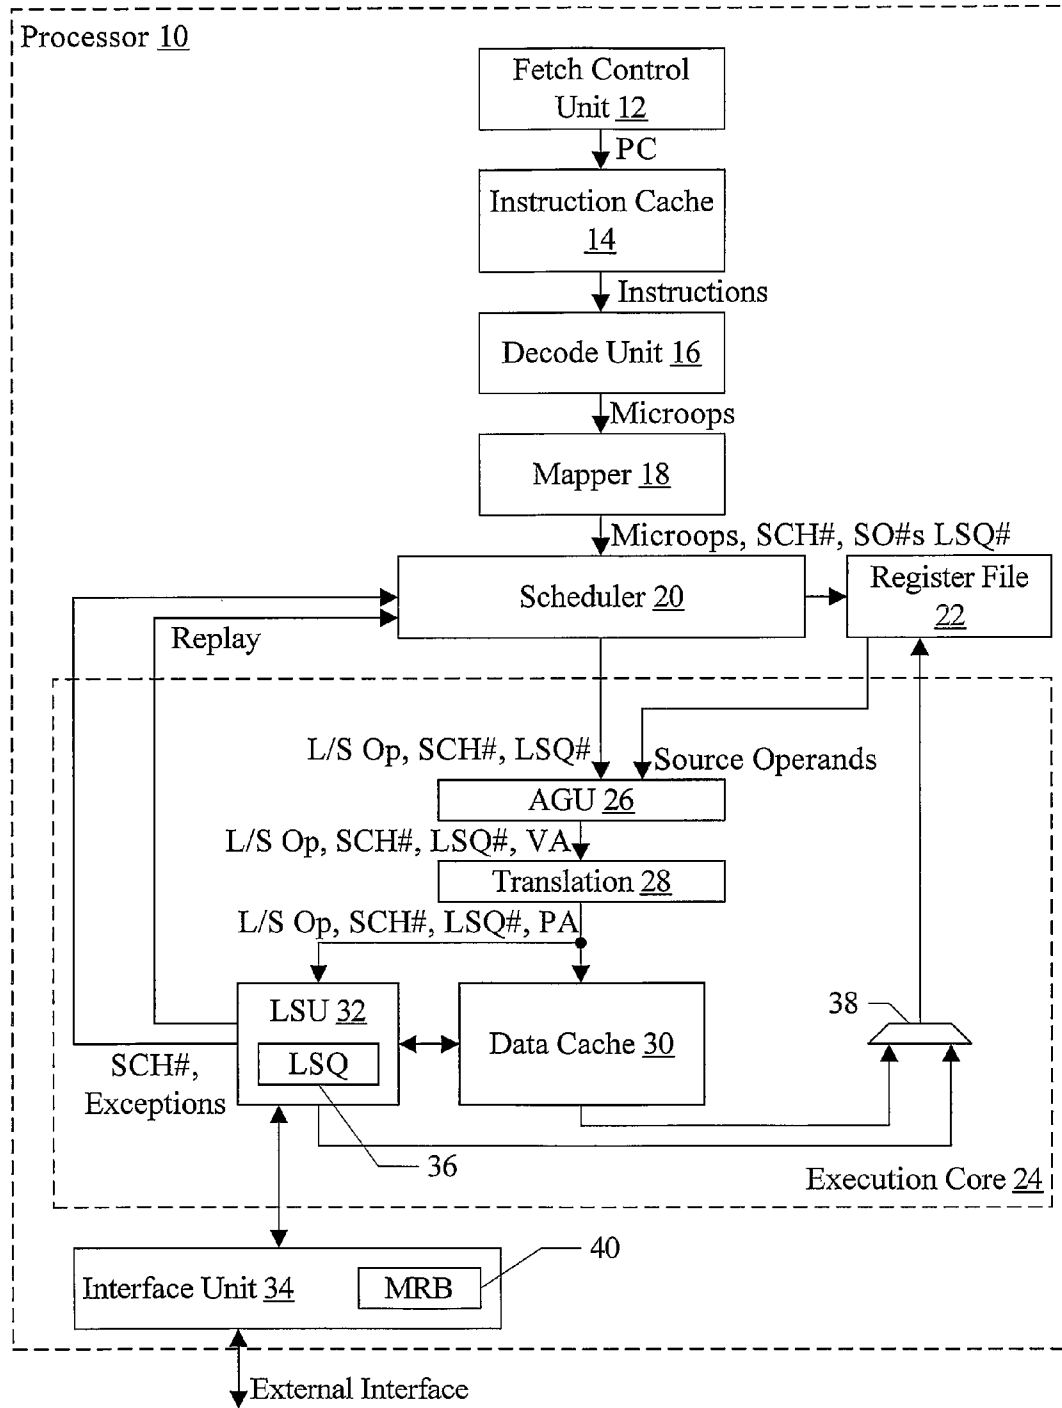 Processor 10
Fetch Control
Unit 12
PC
Instruction Cache
14
Instructions
Decode Unit 16
Microops
Mapper 18
Microops, SCH#, SO#s LSQ#
Scheduler 20
Register File
22
Replay
L/S Op, SCH#, LSQ#
Source Operands
AGU 26
L/S Op, SCH#, LSQ#, VA
Translation 28
L/S Op, SCH#, LSQ#, PA
LSU 32
LSQ
Data Cache 30
38
SCH#,
Exceptions
36
Execution Core 24
Interface Unit 34
MRB
40
External Interface